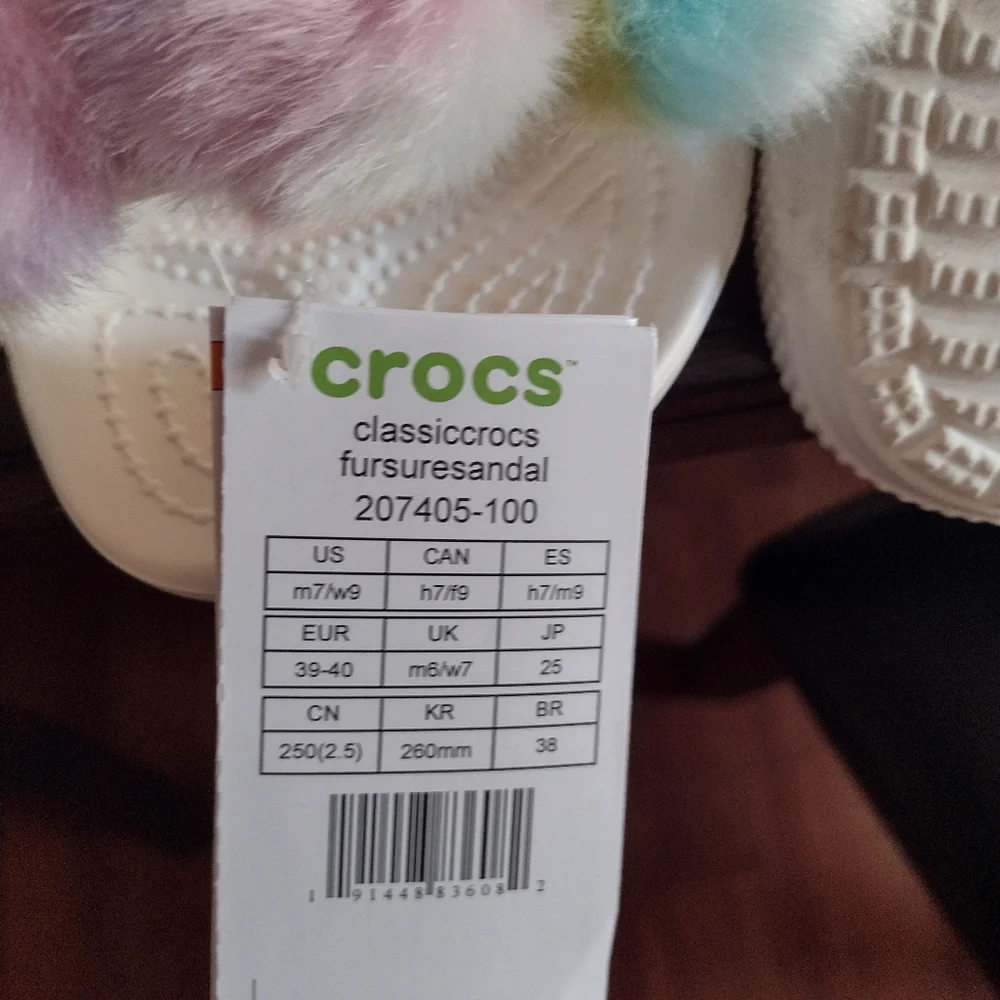 crocs™
classiccrocs
fursuresandal
207405-100
US CAN ES
m7/w9 h7/f9 h7/m9
EUR UK JP
39-40 m6/w7 25
CN KR BR
250(2.5) 260mm 38
1 91448 83608 2